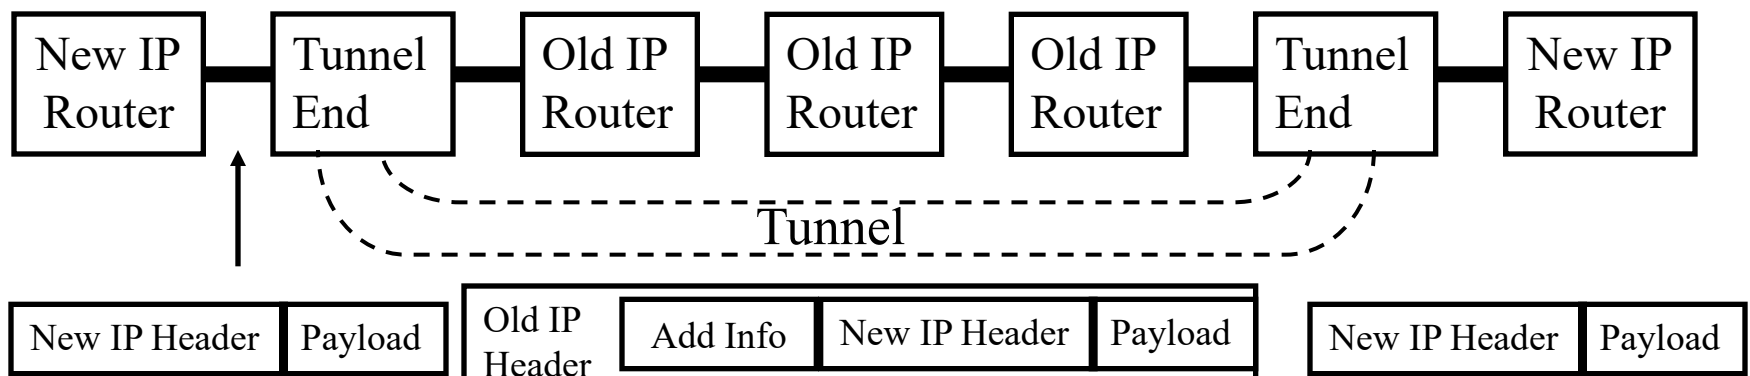 New IP
Router
Tunnel
End
Old IP
Router
Old IP
Router
Old IP
Router
Tunnel
End
New IP
Router
Tunnel
New IP Header
Payload
Old IP
Header
Add Info
New IP Header
Payload
New IP Header
Payload